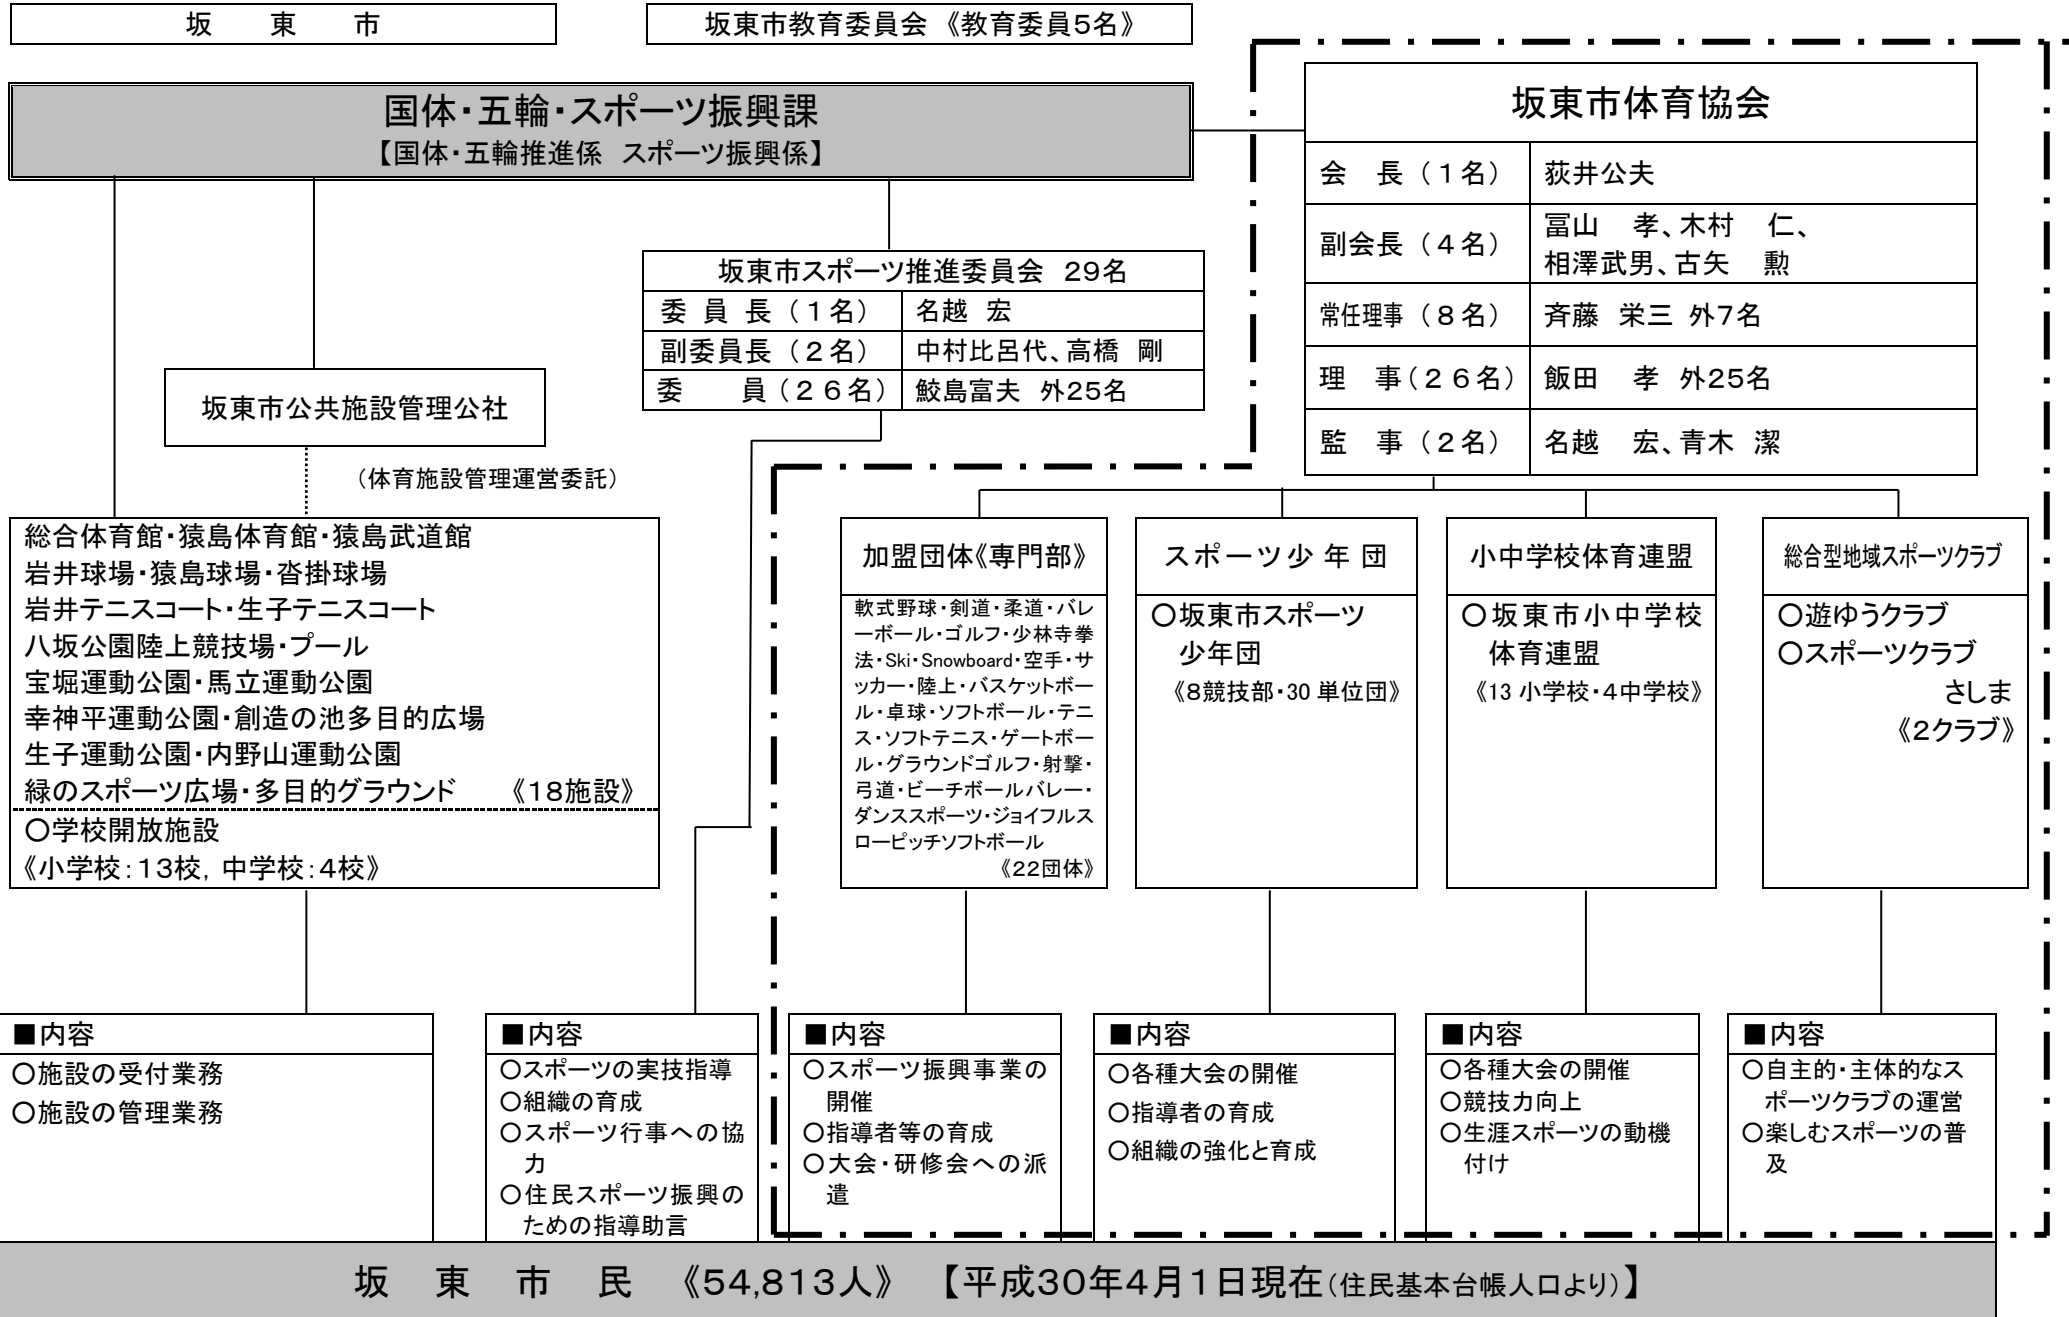 坂　東　市
坂東市教育委員会 《教育委員5名》
国体・五輪・スポーツ振興課
【国体・五輪推進係　スポーツ振興係】
坂東市体育協会
会　長（１名）　荻井公夫
副会長（４名）　冨山　孝、木村　仁、
相澤武男、古矢　勲
常任理事（８名）　斉藤　栄三　外7名
理　事（２６名）　飯田　孝　外25名
監　事（２名）　名越　宏、青木　潔
坂東市スポーツ推進委員会　29名
委 員 長（１名）　名越　宏
副委員長（２名）　中村比呂代、高橋　剛
委　　員（２６名）　鮫島富夫　外25名
坂東市公共施設管理公社
（体育施設管理運営委託）
総合体育館・猿島体育館・猿島武道館
岩井球場・猿島球場・沓掛球場
岩井テニスコート・生子テニスコート
八坂公園陸上競技場・プール
宝堀運動公園・馬立運動公園
幸神平運動公園・創造の池多目的広場
生子運動公園・内野山運動公園
緑のスポーツ広場・多目的グラウンド　《18施設》
○学校開放施設
《小学校：13校，中学校：4校》
加盟団体《専門部》
軟式野球・剣道・柔道・バレ
ーボール・ゴルフ・少林寺拳
法・Ski・Snowboard・空手・サ
ッカー・陸上・バスケットボー
ル・卓球・ソフトボール・テニ
ス・ソフトテニス・ゲートボー
ル・グラウンドゴルフ・射撃・
弓道・ビーチボールバレー・
ダンススポーツ・ジョイフルス
ローピッチソフトボール
《22団体》
スポーツ少 年 団
○坂東市スポーツ
少年団
《8競技部・30 単位団》
小中学校体育連盟
○坂東市小中学校
体育連盟
《13 小学校・4中学校》
総合型地域スポーツクラブ
○遊ゆうクラブ
○スポーツクラブ
さしま
《2クラブ》
■内容
○施設の受付業務
○施設の管理業務
■内容
○スポーツの実技指導
○組織の育成
○スポーツ行事への協
力
○住民スポーツ振興の
ための指導助言
■内容
○スポーツ振興事業の
開催
○指導者等の育成
○大会・研修会への派
遣
■内容
○各種大会の開催
○指導者の育成
○組織の強化と育成
■内容
○各種大会の開催
○競技力向上
○生涯スポーツの動機
付け
■内容
○自主的・主体的なス
ポーツクラブの運営
○楽しむスポーツの普
及
坂　東　市　民　《54,813人》　【平成30年4月1日現在（住民基本台帳人口より）】